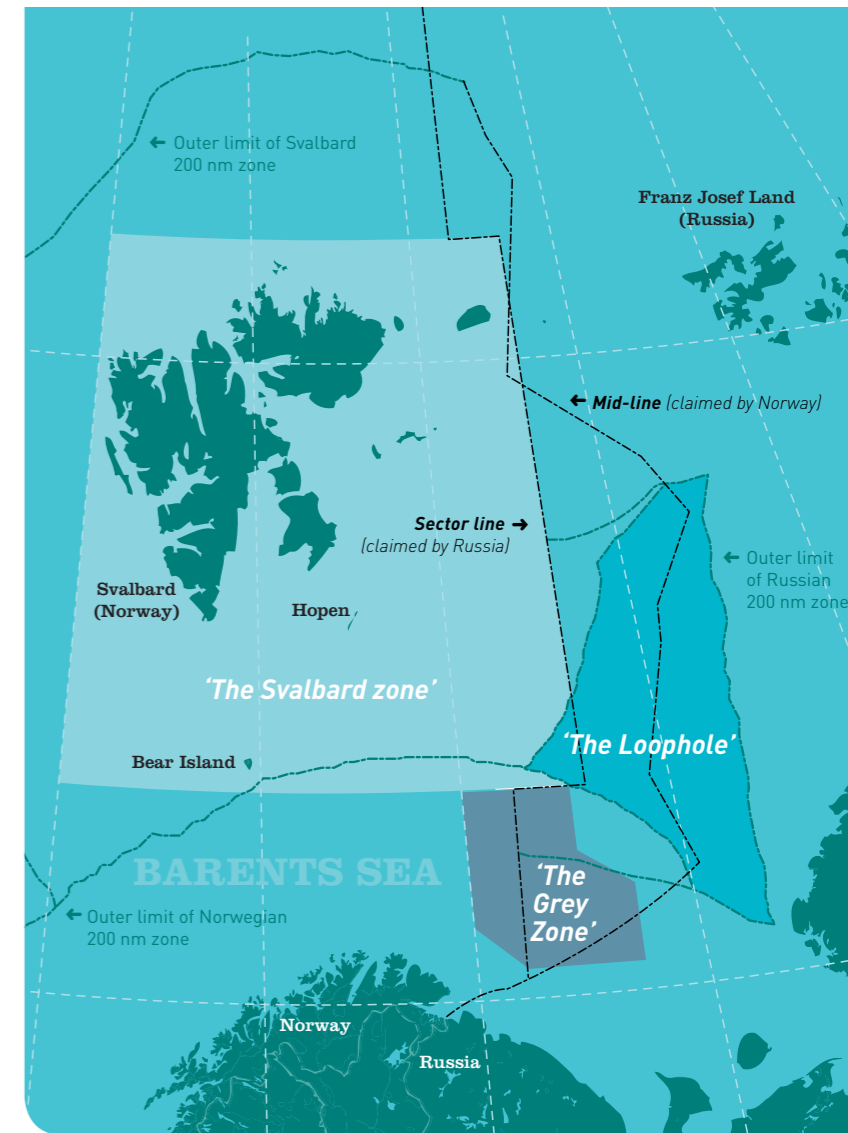 ← Outer limit of Svalbard
200 nm zone
Franz Josef Land
(Russia)
← Mid-line (claimed by Norway)
Sector line →
(claimed by Russia)
← Outer limit
of Russian
200 nm zone
Svalbard
(Norway)
Hopen
‘The Svalbard zone’
‘The Loophole’
Bear Island
BARENTS SEA
‘The
Grey
Zone’
← Outer limit of Norwegian
200 nm zone
Norway
Russia